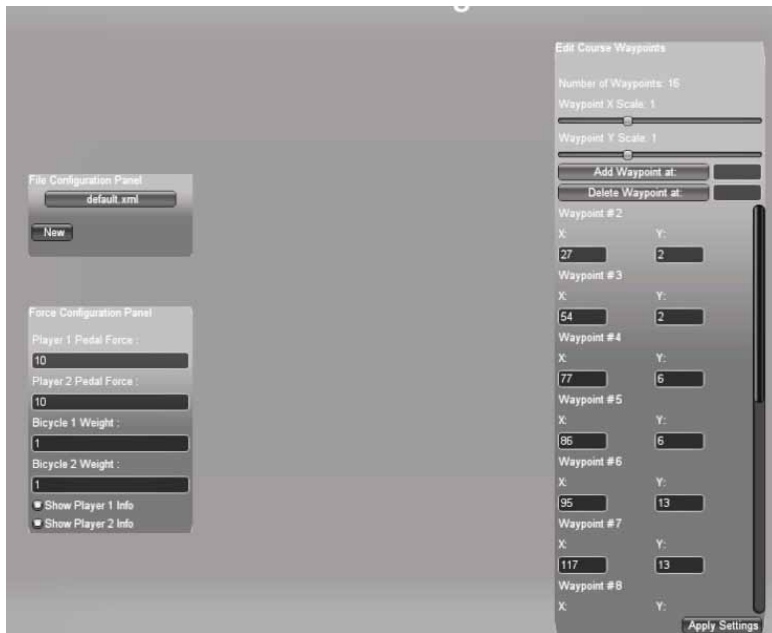 File Configuration Panel
default.xml
New
Force Configuration Panel
Player 1 Pedal Force :
10
Player 2 Pedal Force :
10
Bicycle 1 Weight :
1
Bicycle 2 Weight :
1
Show Player 1 Info
Show Player 2 Info
Edit Course Waypoints
Number of Waypoints: 16
Waypoint X Scale: 1
Waypoint Y Scale: 1
Add Waypoint at:
Delete Waypoint at:
Waypoint #2
X: Y:
27 2
Waypoint #3
X: Y:
54 2
Waypoint #4
X: Y:
77 6
Waypoint #5
X: Y:
86 6
Waypoint #6
X: Y:
95 13
Waypoint #7
X: Y:
117 13
Waypoint #8
X: Y:
Apply Settings